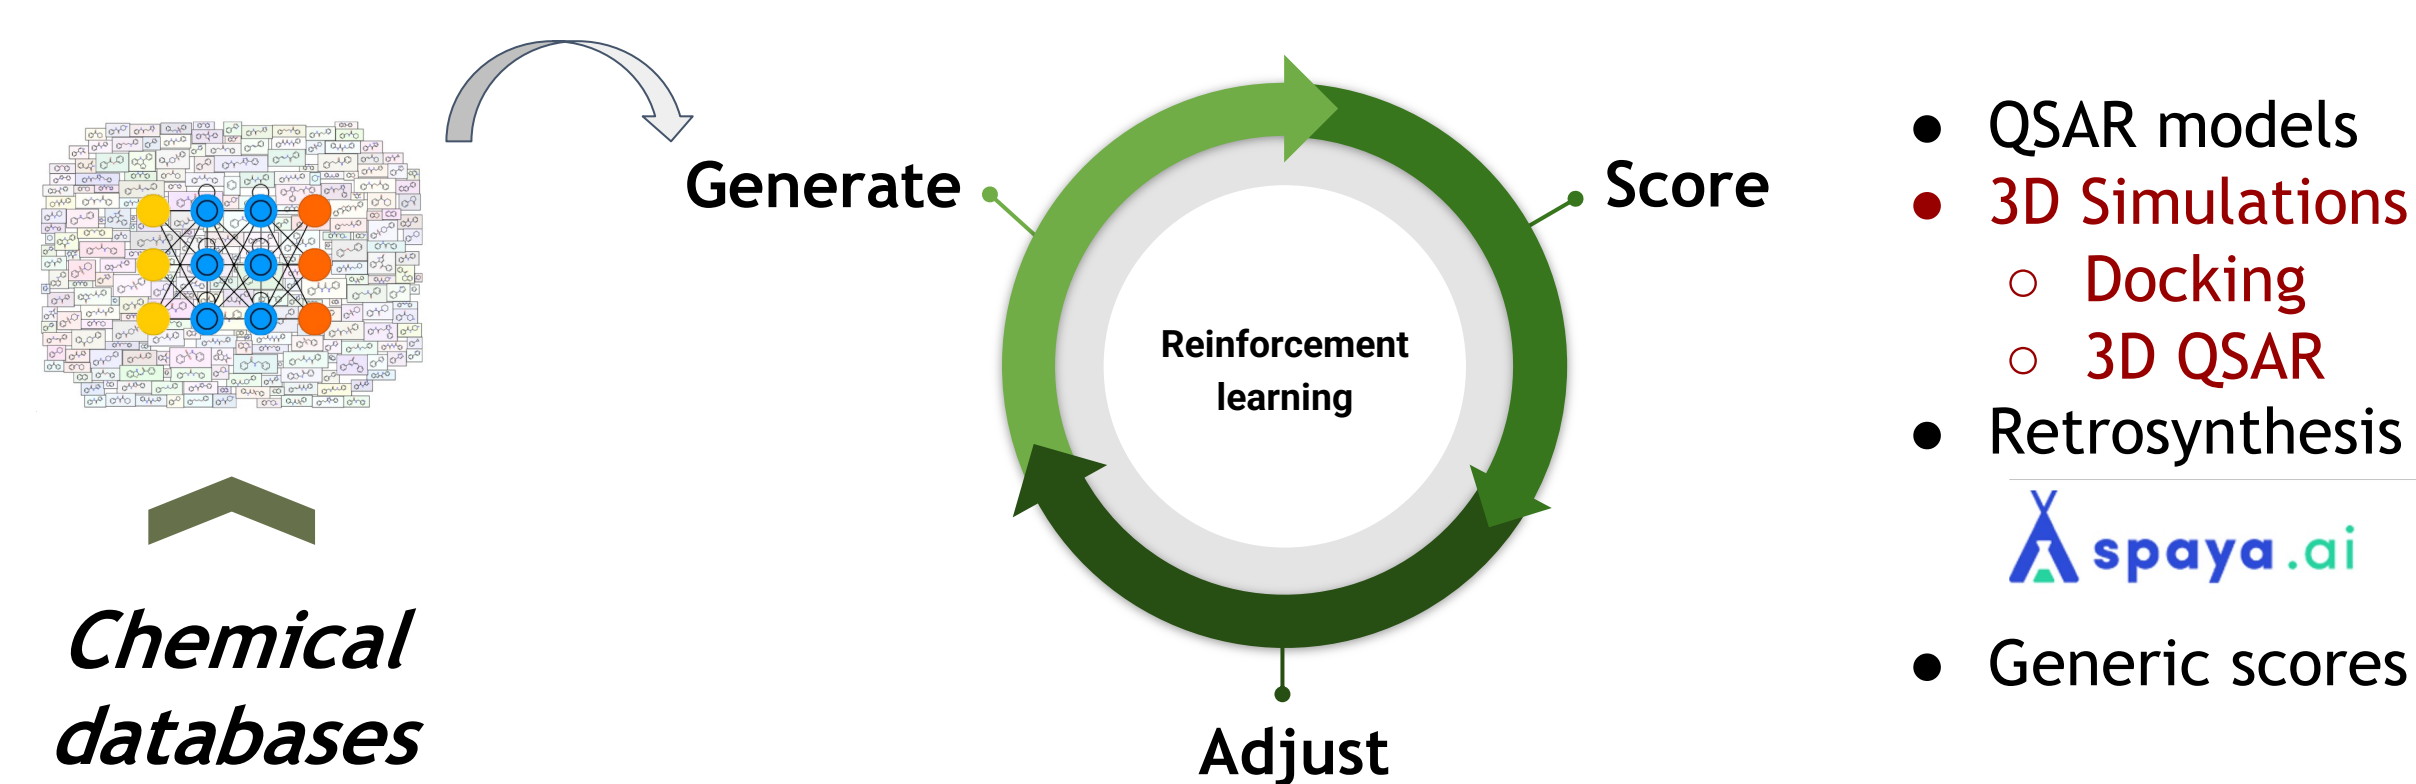 Chemical
databases
Generate
Score
Reinforcement
learning
Adjust
● QSAR models
● 3D Simulations
○ Docking
○ 3D QSAR
● Retrosynthesis
spaya.ai
● Generic scores